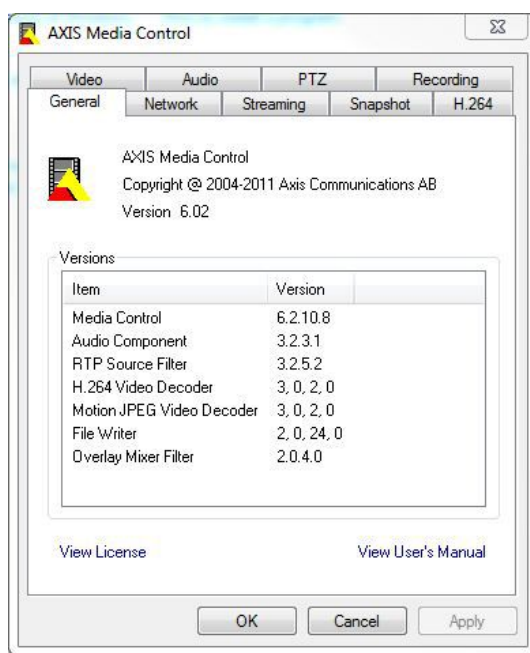 AXIS Media Control
Video Audio PTZ Recording
General Network Streaming Snapshot H.264
AXIS Media Control
Copyright @ 2004-2011 Axis Communications AB
Version 6.02
Versions
Item Version
Media Control 6.2.10.8
Audio Component 3.2.3.1
RTP Source Filter 3.2.5.2
H.264 Video Decoder 3, 0, 2, 0
Motion JPEG Video Decoder 3, 0, 2, 0
File Writer 2, 0, 24, 0
Overlay Mixer Filter 2.0.4.0
View License View User's Manual
OK Cancel Apply